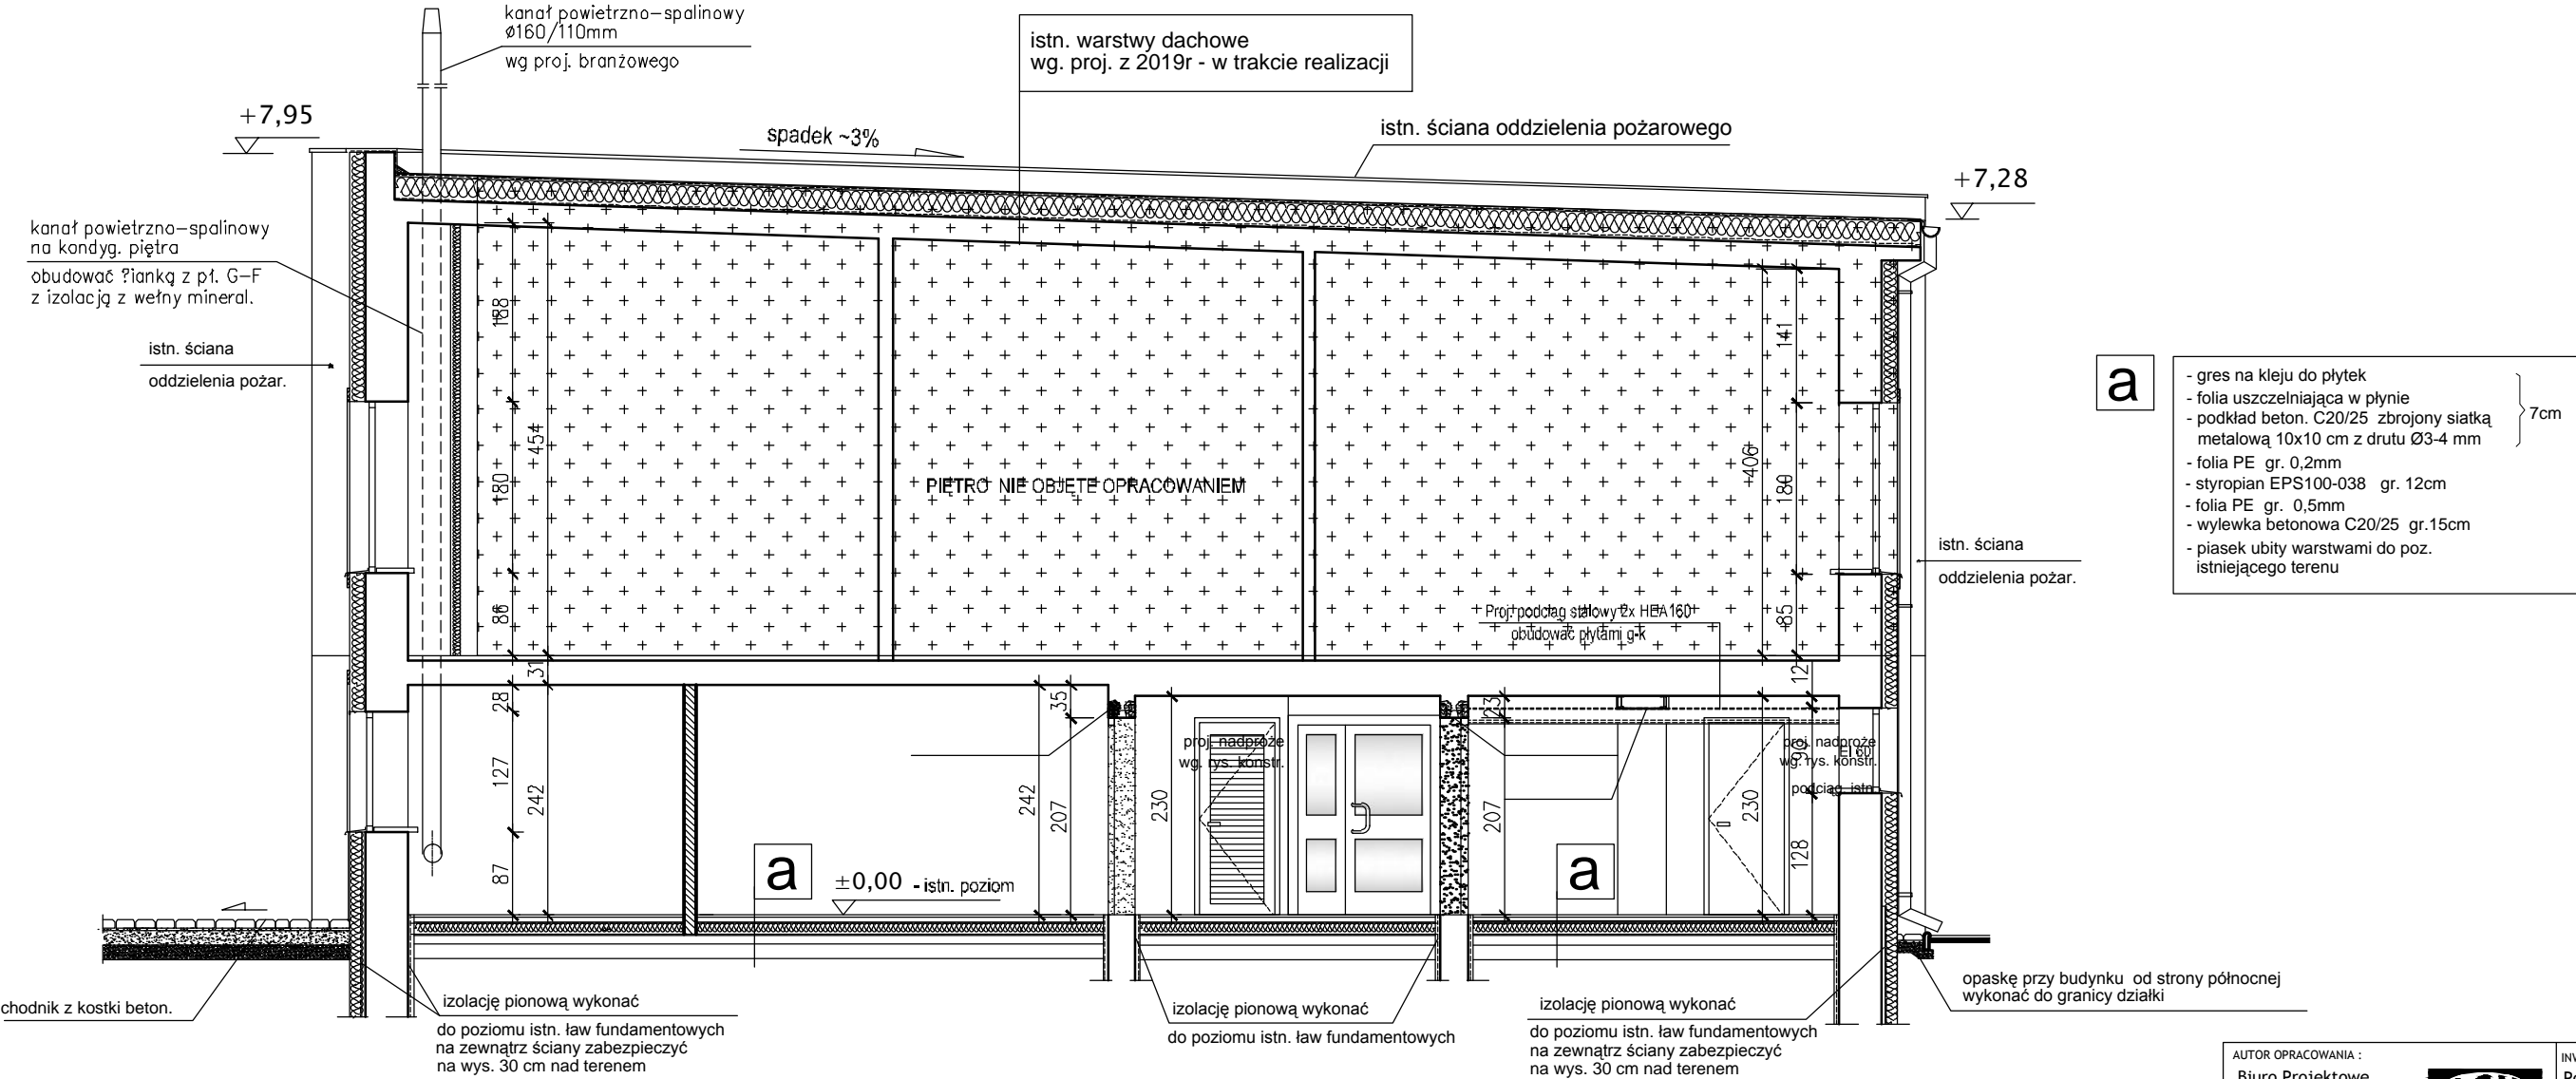 kanał powietrzno-spalinowy
ø160/110mm
wg proj. branżowego
istn. warstwy dachowe
wg. proj. z 2019r - w trakcie realizacji
+7,95
spadek ~3%
istn. ściana oddzielenia pożarowego
+7,28
kanał powietrzno-spalinowy
na kondyg. piętra
obudować ?ianką z pł. G-F
z izolacją z wełny mineral.
istn. ściana
oddzielenia pożar.
188
454
180
86
31
28
127
242
87
141
406
180
85
12
PIĘTRO NIE OBJĘTE OPRACOWANIEM
Proj. podciąg stalowy 2x HEA160
obudować płytami g-k
a
- gres na kleju do płytek
- folia uszczelniająca w płynie
- podkład beton. C20/25 zbrojony siatką
metalową 10x10 cm z drutu Ø3-4 mm
7cm
- folia PE gr. 0,2mm
- styropian EPS100-038 gr. 12cm
- folia PE gr. 0,5mm
- wylewka betonowa C20/25 gr.15cm
- piasek ubity warstwami do poz.
istniejącego terenu
istn. ściana
oddzielenia pożar.
35
242
207
230
proj. nadproże
wg. rys. konstr.
23
207
230
proj. nadproże
wg. rys. konstr.
EI 60
90
podciąg istn.
128
a
±0,00 - istn. poziom
a
chodnik z kostki beton.
izolację pionową wykonać
do poziomu istn. ław fundamentowych
na zewnątrz ściany zabezpieczyć
na wys. 30 cm nad terenem
izolację pionową wykonać
do poziomu istn. ław fundamentowych
izolację pionową wykonać
do poziomu istn. ław fundamentowych
na zewnątrz ściany zabezpieczyć
na wys. 30 cm nad terenem
opaskę przy budynku od strony północnej
wykonać do granicy działki
AUTOR OPRACOWANIA :
Biuro Projektowe